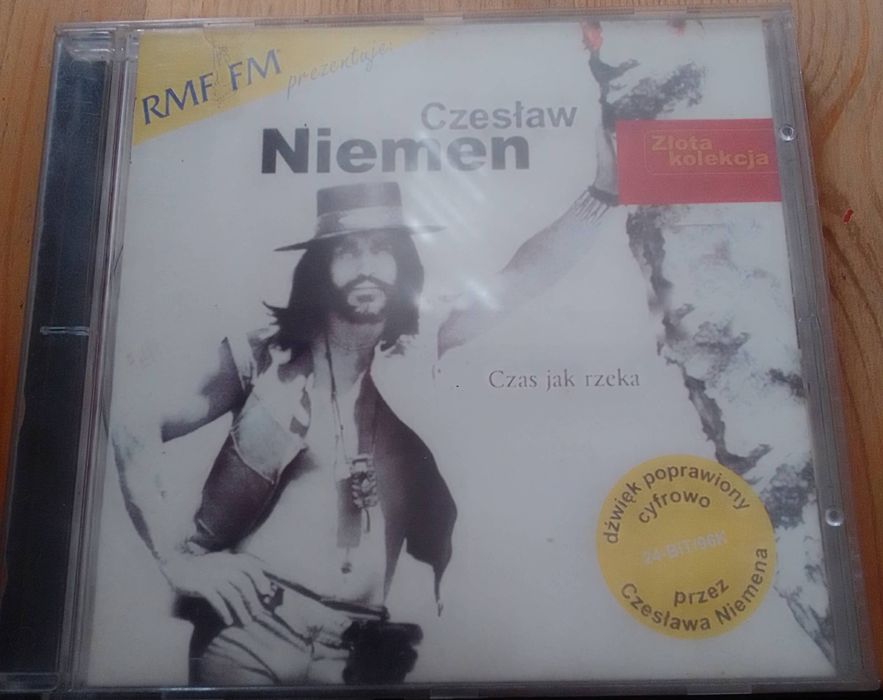 RMF FM prezentuje:
Czesław
Niemen
Złota
kolekcja
Czas jak rzeka
dźwięk poprawiony
cyfrowo
24-BIT/96K
przez
Czesława Niemena